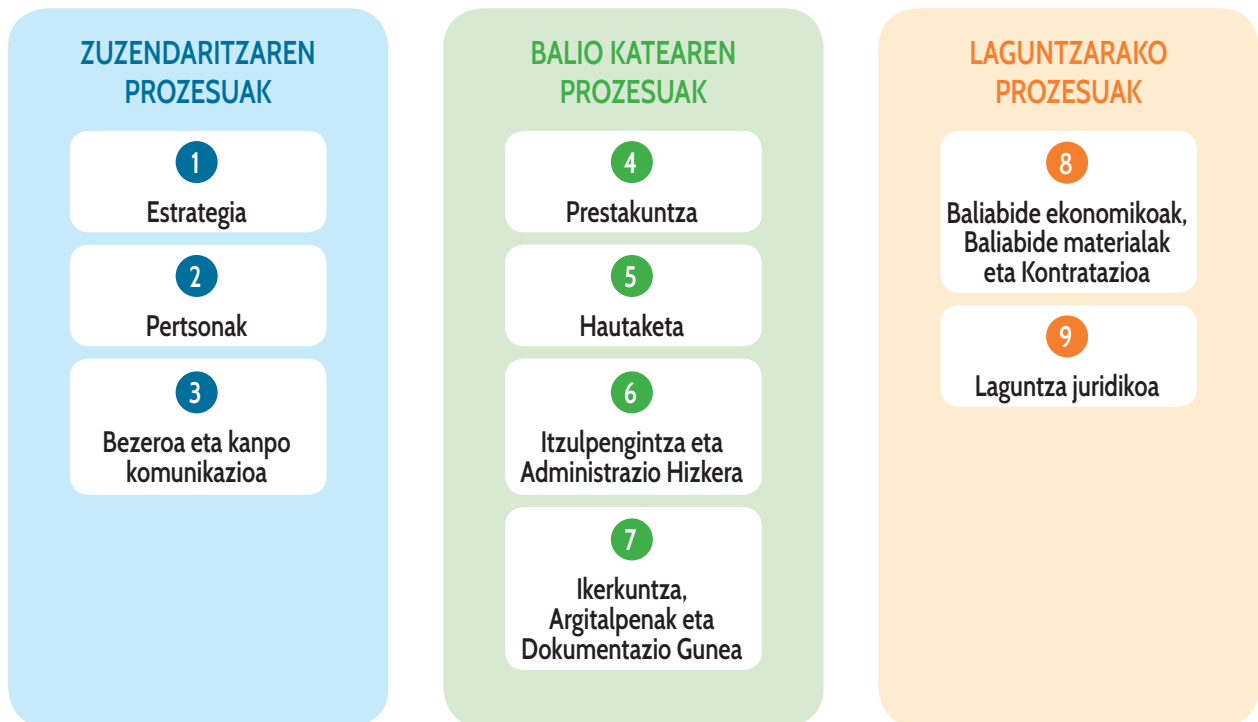 ZUZENDARITZAREN
PROZESUAK
1
Estrategia
2
Pertsonak
3
Bezeroa eta kanpo
komunikazioa
BALIO KATEAREN
PROZESUAK
4
Prestakuntza
5
Hautaketa
6
Itzulpengintza eta
Administrazio Hizkera
7
Ikerkuntza,
Argitalpenak eta
Dokumentazio Gunea
LAGUNTZARAKO
PROZESUAK
8
Baliabide ekonomikoak,
Baliabide materialak
eta Kontratazioa
9
Laguntza juridikoa